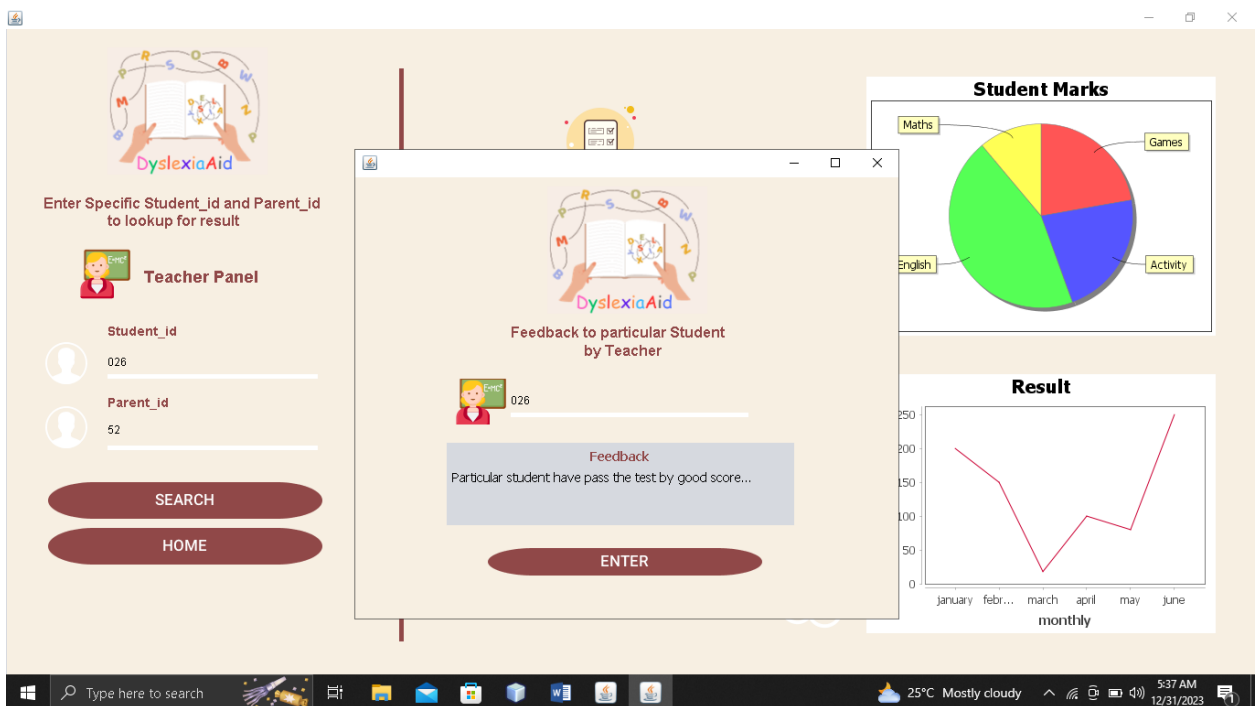 DyslexiaAid
Enter Specific Student_id and Parent_id
to lookup for result
Teacher Panel
Student_id
026
Parent_id
52
SEARCH
HOME
DyslexiaAid
Feedback to particular Student
by Teacher
026
Feedback
Particular student have pass the test by good score...
ENTER
Student Marks
Maths
Games
English
Activity
Result
250
200
150
100
50
0
january febr... march april may june
monthly
Type here to search
25°C Mostly cloudy
5:37 AM
12/31/2023